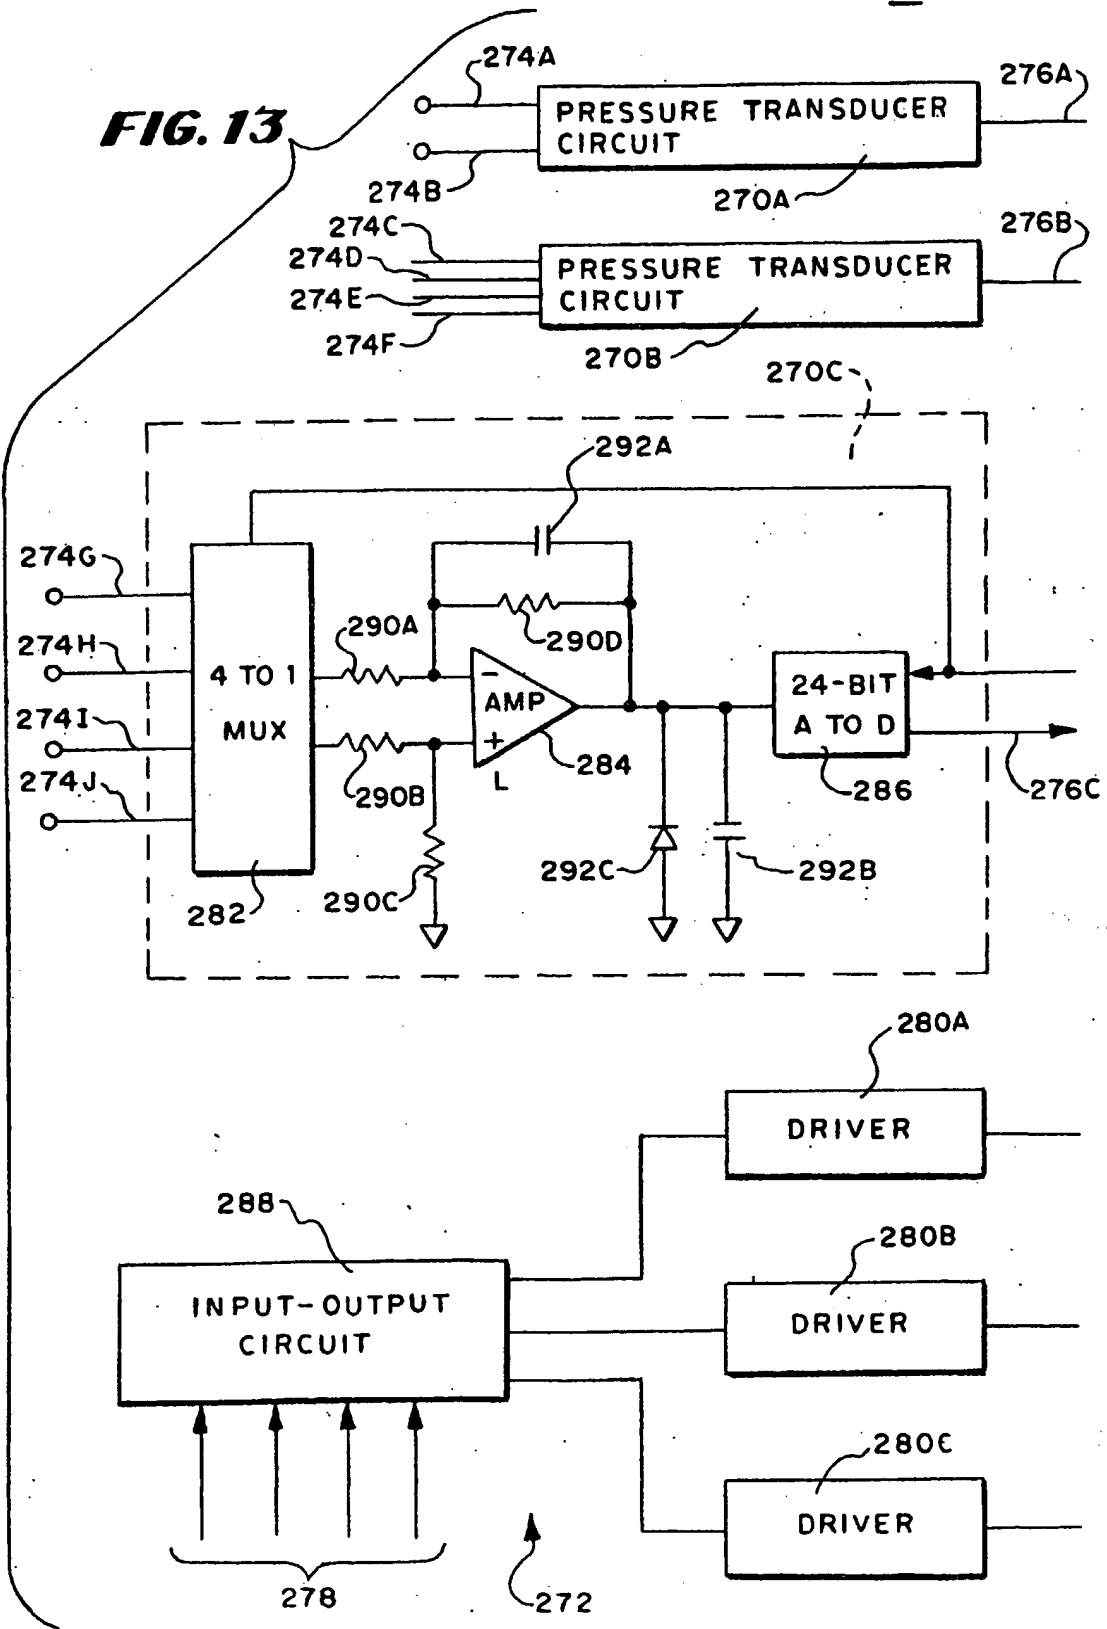 FIG. 13
274A
276A
PRESSURE TRANSDUCER
CIRCUIT
274B
270A
274C
276B
274D
PRESSURE TRANSDUCER
CIRCUIT
274E
274F
270B
270C
292A
274G
290A
290D
274H
4 TO 1
MUX
-
AMP
+
L
284
24-BIT
A TO D
274I
290B
286
276C
274J
290C
292C
292B
282
280A
DRIVER
288
280B
INPUT-OUTPUT
CIRCUIT
DRIVER
280C
DRIVER
278
272